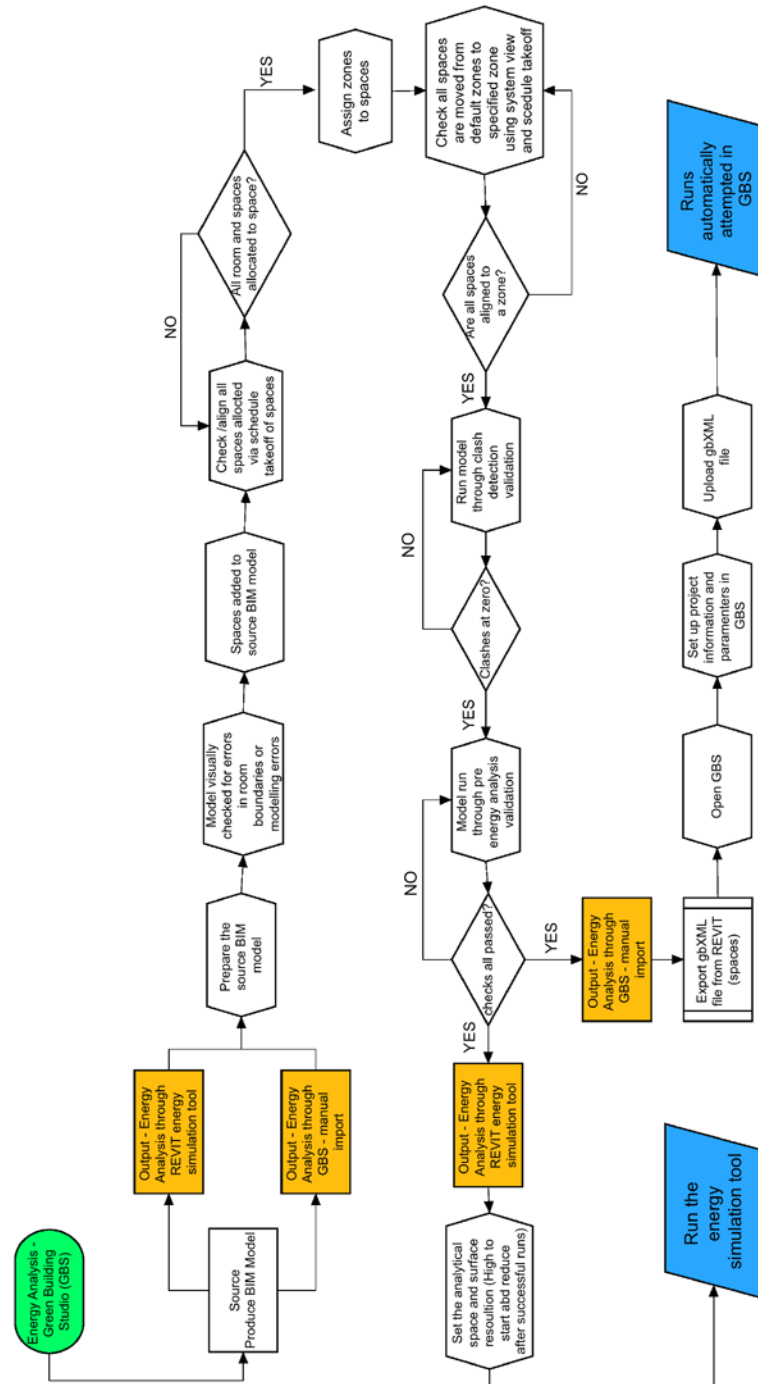 Energy Analysis -
Green Building
Studio (GBS)
Source
Produce BIM Model
Output - Energy
Analysis through
REVIT energy
simulation tool
Output - Energy
Analysis through
GBS - manual
import
Prepare the
source BIM
model
Model visually
checked for errors
in room
boundaries or
modelling errors
Spaces added to
source BIM model
Check /align all
spaces allocted
via schedule
takeoff of spaces
NO
All room and spaces
allocated to space?
YES
Assign zones
to spaces
Check all spaces
are moved from
default zones to
specified zone
using system view
and scedule takeoff
NO
Are all spaces
aligned to
a zone?
YES
Run model
through clash
detection
validation
NO
Clashes at zero?
YES
Model run
through pre
energy analysis
validation
NO
checks all passed?
YES
YES
Output - Energy
Analysis through
REVIT energy
simulation tool
Set the analytical
space and surface
resoultion (High to
start abd reduce
after successful runs)
Run the
energy
simulation tool
Output - Energy
Analysis through
GBS - manual
import
Export gbXML
file from REVIT
(spaces)
Open GBS
Set up project
information and
paramenters in
GBS
Upload gbXML
file
Runs
automatically
attempted in
GBS